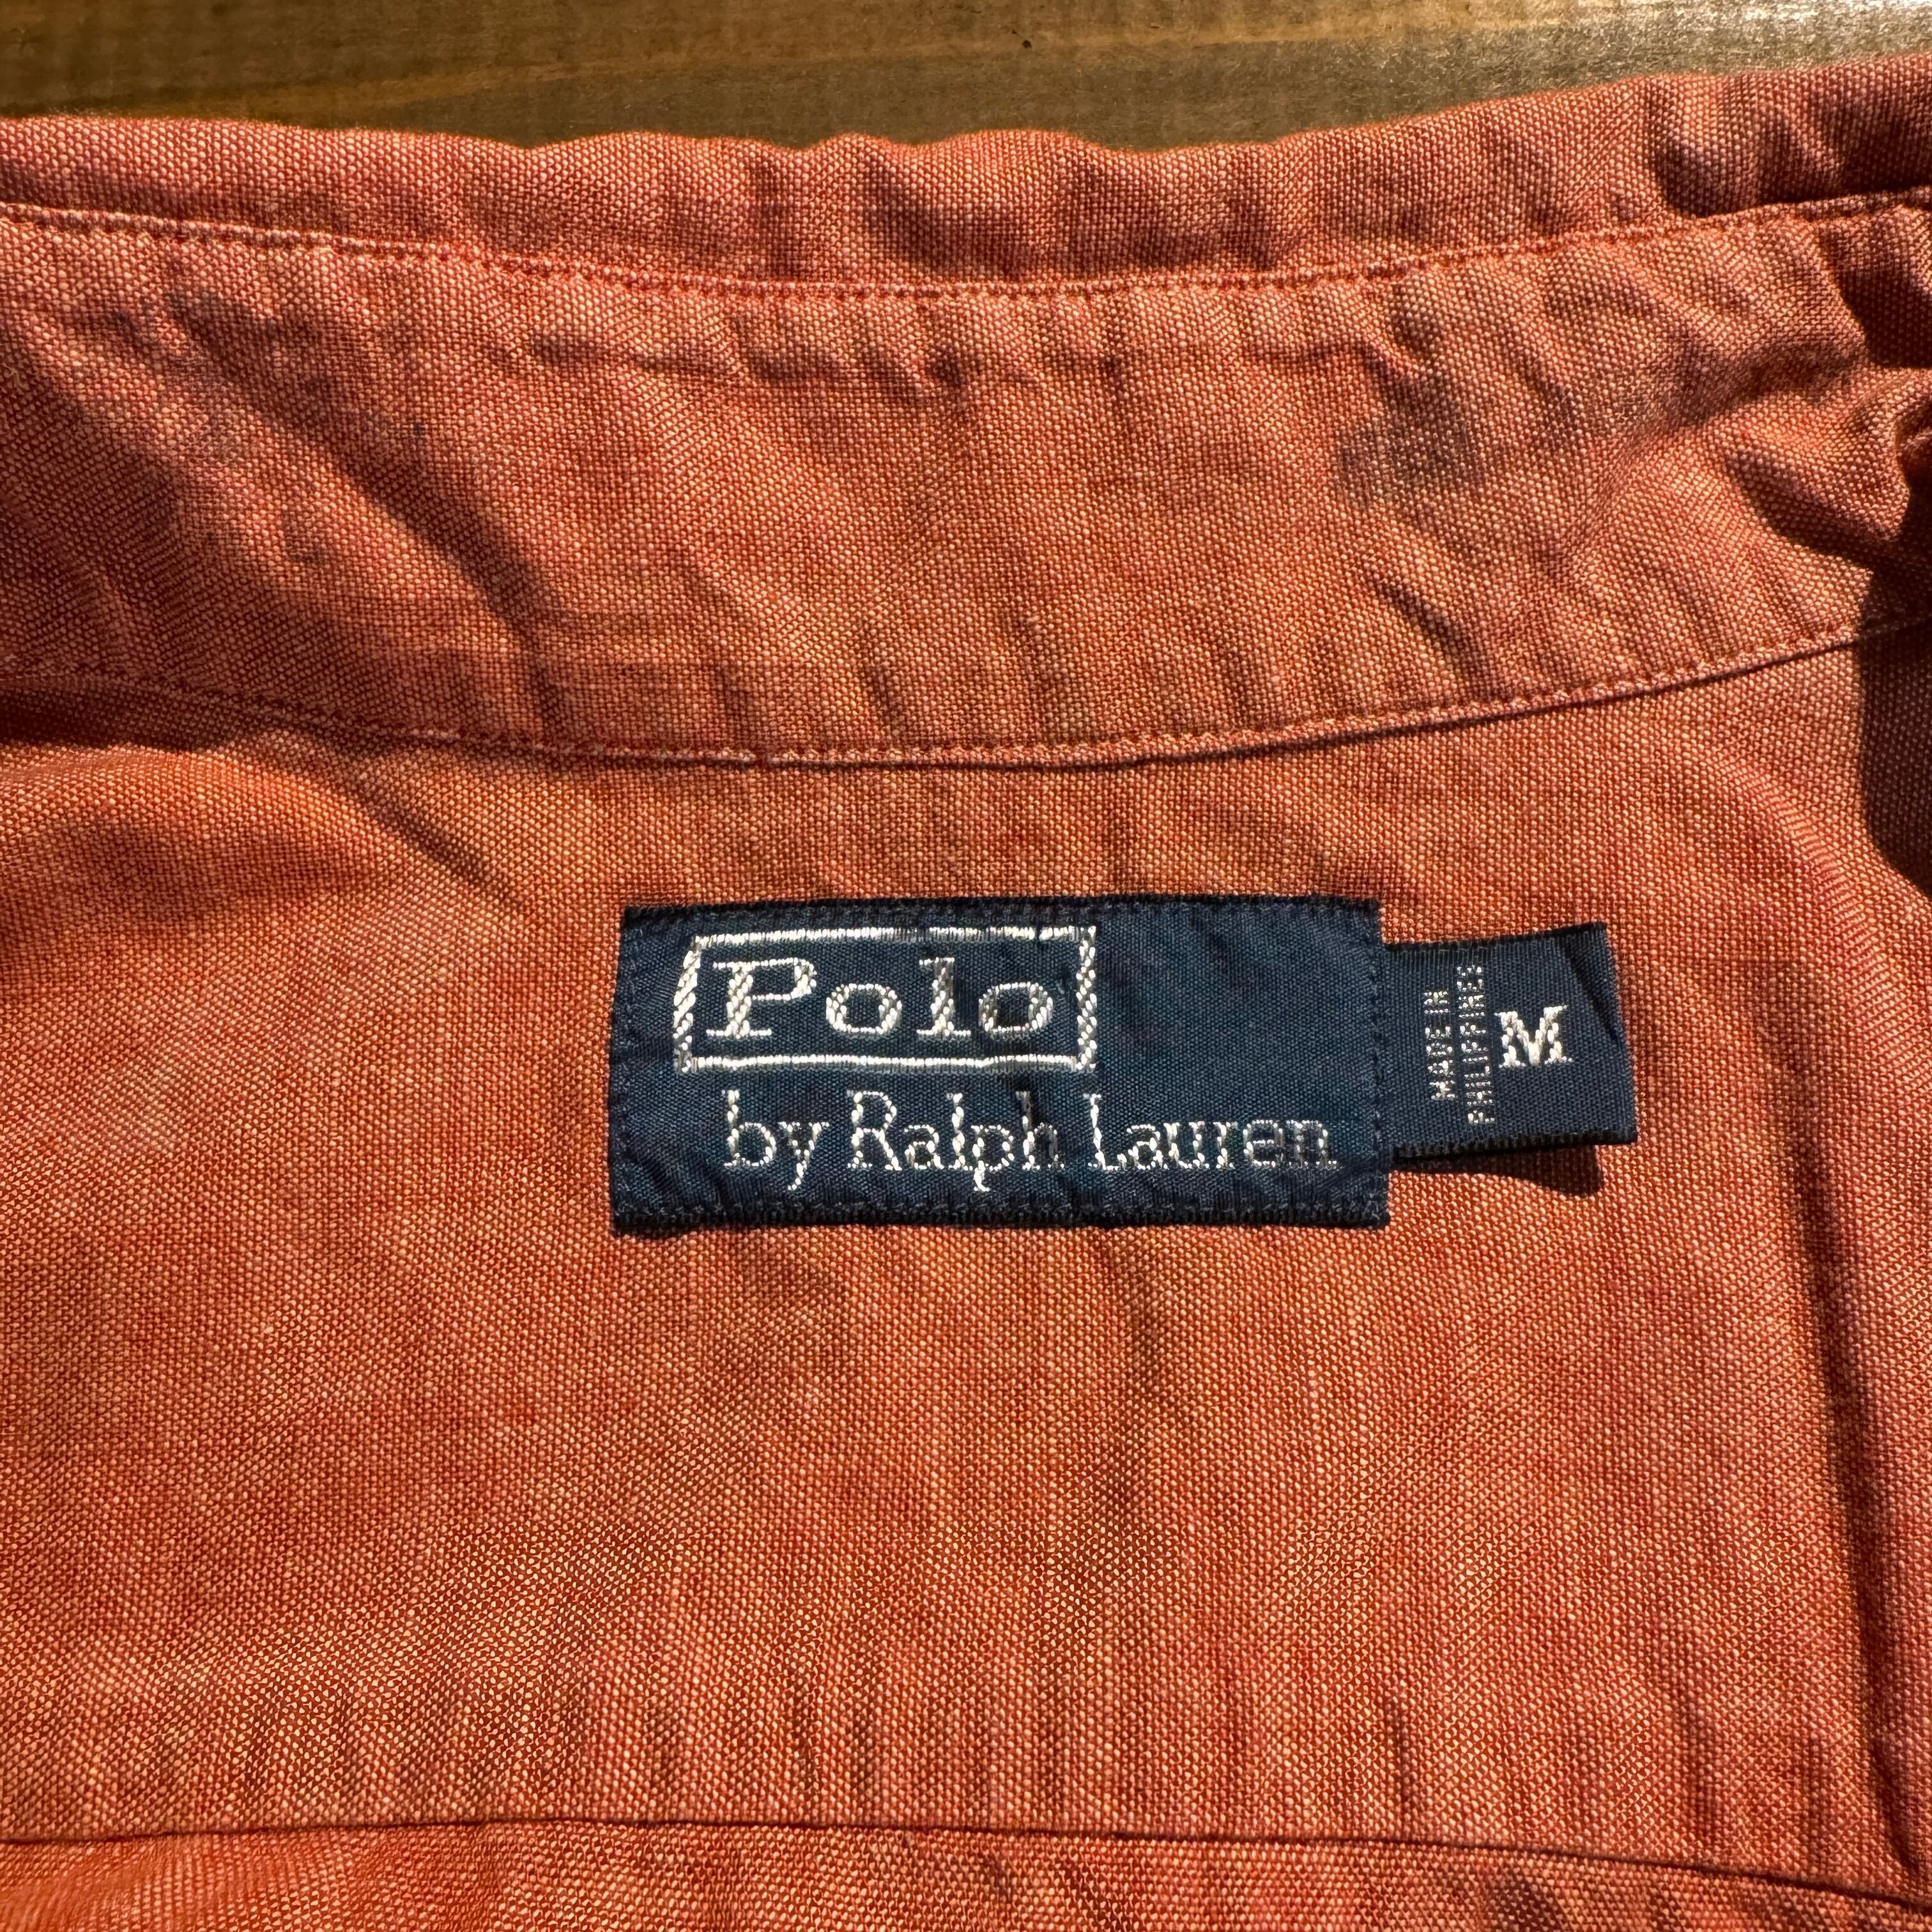 Polo
by Ralph Lauren
MADE IN
PHILIPPINES
M